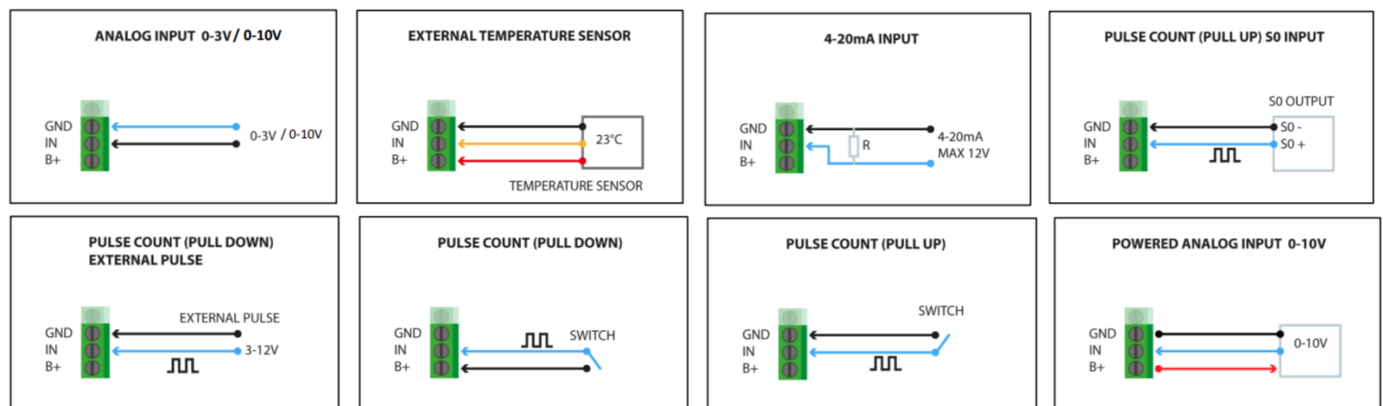 ANALOG INPUT 0-3V / 0-10V
GND
IN
B+
0-3V / 0-10V
EXTERNAL TEMPERATURE SENSOR
GND
IN
B+
23°C
TEMPERATURE SENSOR
4-20mA INPUT
GND
IN
B+
R
4-20mA
MAX 12V
PULSE COUNT (PULL UP) S0 INPUT
S0 OUTPUT
GND
IN
B+
S0 -
S0 +
PULSE COUNT (PULL DOWN)
EXTERNAL PULSE
EXTERNAL PULSE
GND
IN
B+
3-12V
PULSE COUNT (PULL DOWN)
SWITCH
GND
IN
B+
PULSE COUNT (PULL UP)
SWITCH
GND
IN
B+
POWERED ANALOG INPUT 0-10V
GND
IN
B+
0-10V